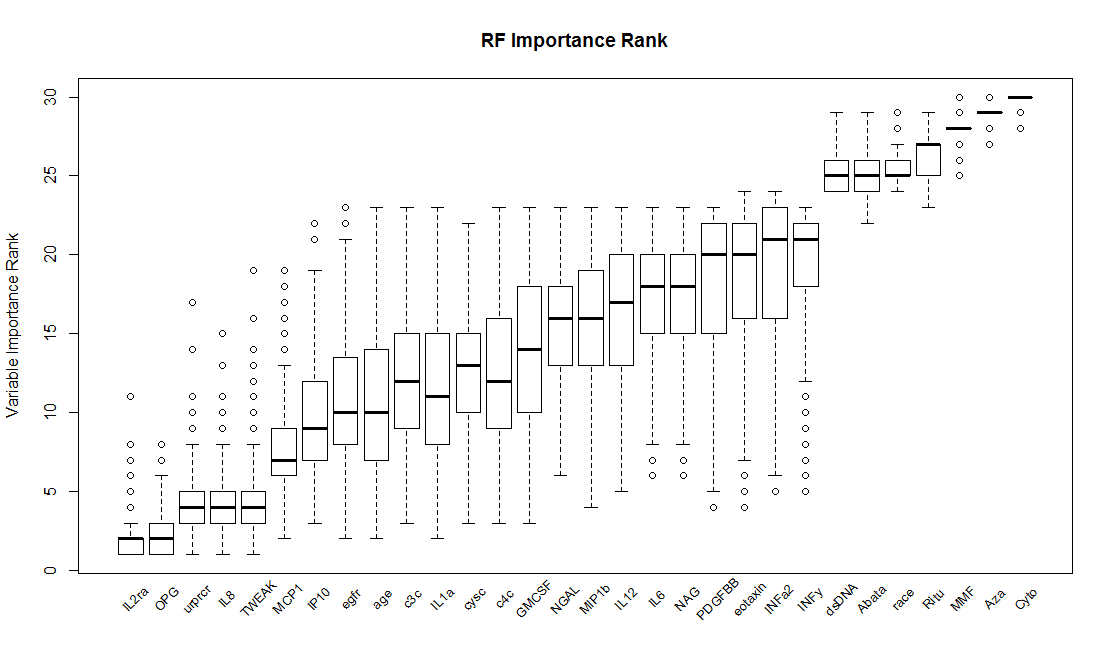 RF Importance Rank
Variable Importance Rank
30
25
20
15
10
5
0
IL2ra
OPG
urprcr
IL8
TWEAK
MCP1
IP10
egfr
age
c3c
IL1a
cysc
c4c
GMCSF
NGAL
MIP1b
IL12
IL6
NAG
PDGFBB
eotaxin
INFa2
INFy
dsDNA
Abata
race
Ritu
MMF
Aza
Cyto